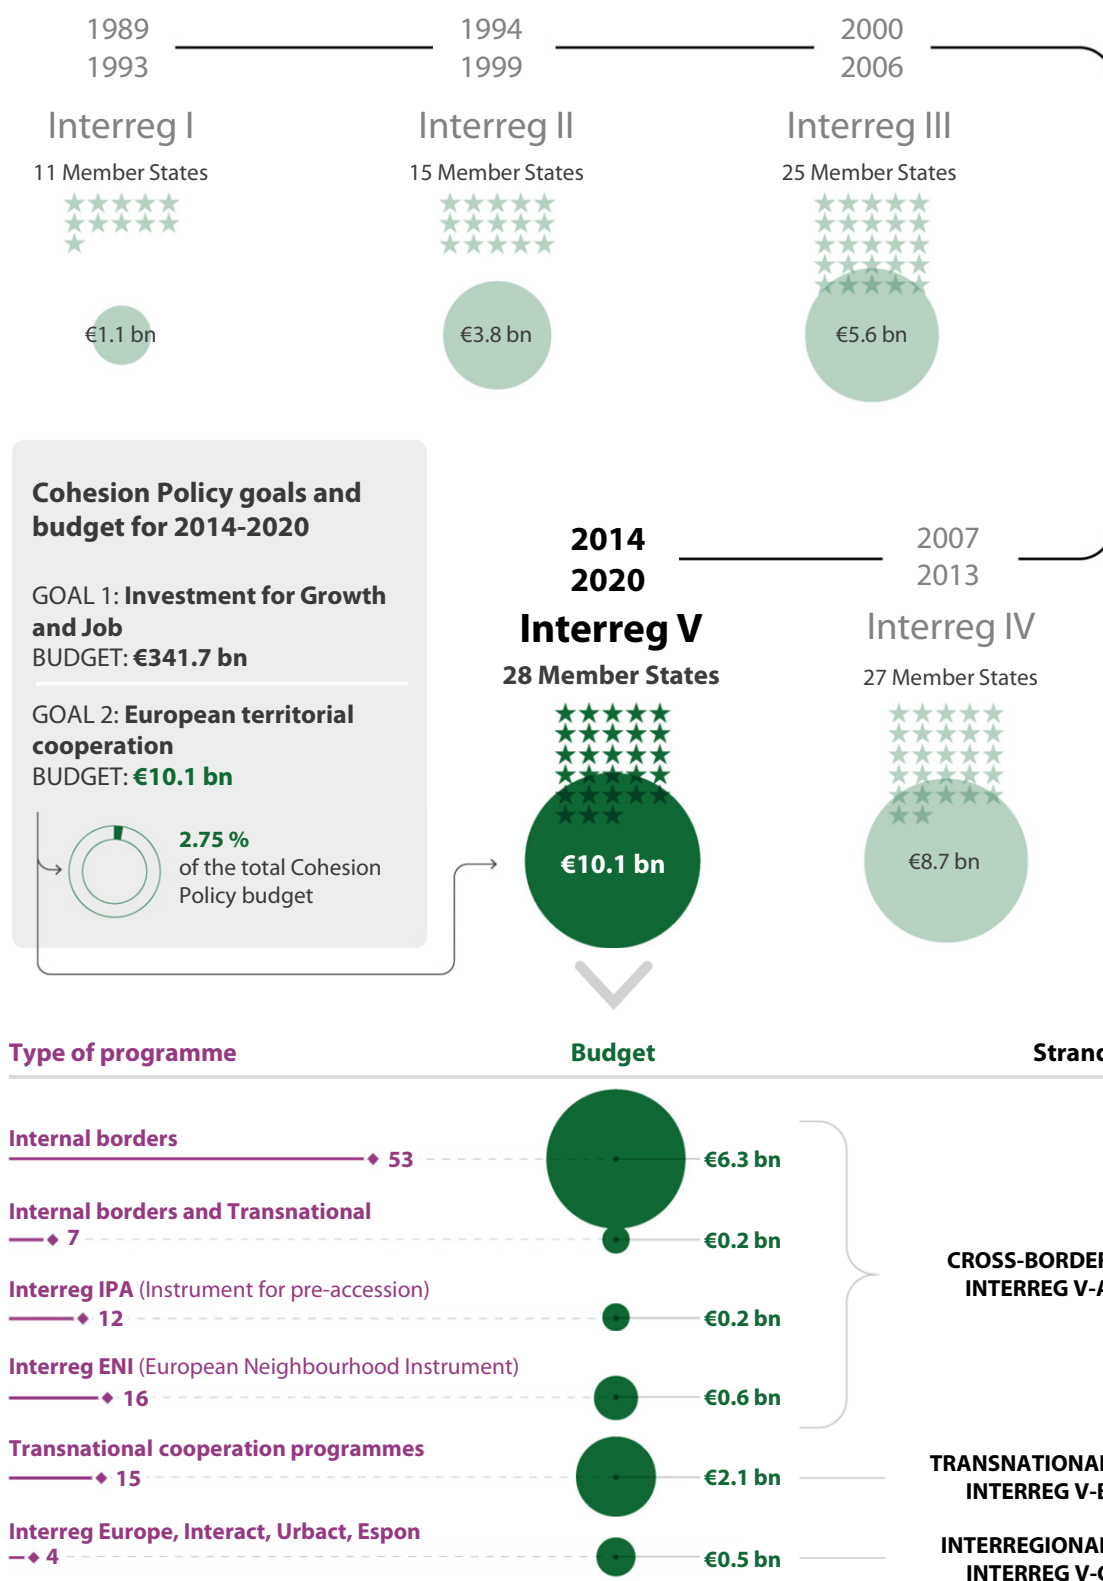 1989
1993
Interreg I
11 Member States
€1.1 bn
1994
1999
Interreg II
15 Member States
€3.8 bn
2000
2006
Interreg III
25 Member States
€5.6 bn
Cohesion Policy goals and
budget for 2014-2020
GOAL 1: Investment for Growth
and Job
BUDGET: €341.7 bn
GOAL 2: European territorial
cooperation
BUDGET: €10.1 bn
2.75 %
of the total Cohesion
Policy budget
2014
2020
Interreg V
28 Member States
€10.1 bn
2007
2013
Interreg IV
27 Member States
€8.7 bn
Type of programme
Budget
Internal borders
53
€6.3 bn
Internal borders and Transnational
7
€0.2 bn
Interreg IPA (Instrument for pre-accession)
12
€0.2 bn
Interreg ENI (European Neighbourhood Instrument)
16
€0.6 bn
CROSS-BORDER
INTERREG V-A
Transnational cooperation programmes
15
€2.1 bn
TRANSNATIONAL
INTERREG V-B
Interreg Europe, Interact, Urbact, Espon
4
€0.5 bn
INTERREGIONAL
INTERREG V-C